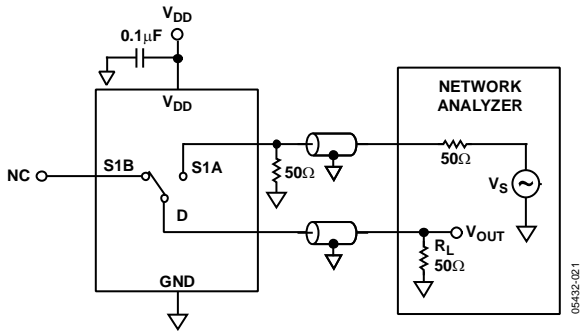 VDD
0.1µF
VDD
NETWORK
ANALYZER
NC
S1B
S1A
50Ω
50Ω
VS
D
VOUT
RL
50Ω
GND
05432-021